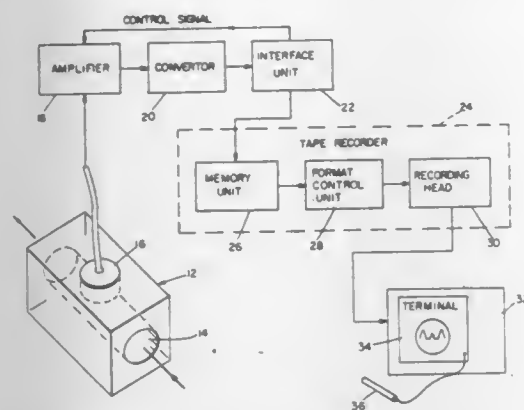 CONTROL SIGNAL
AMPLIFIER
CONVERTOR
INTERFACE
UNIT
18
20
22
24
TAPE RECORDER
MEMORY
UNIT
FORMAT
CONTROL
UNIT
RECORDING
HEAD
26
28
30
16
12
14
TERMINAL
34
36